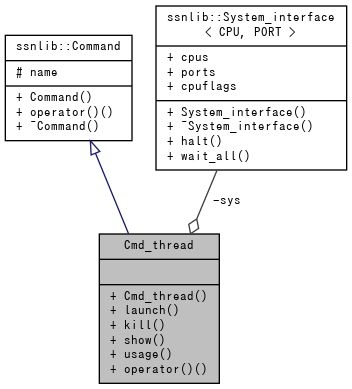 ssnlib::System_interface
< CPU, PORT >
+ cpus
+ ports
+ cpuflags
+ System_interface()
+ ~System_interface()
+ halt()
+ wait_all()
ssnlib::Command
# name
+ Command()
+ operator()()
+ ~Command()
-sys
Cmd_thread
+ Cmd_thread()
+ launch()
+ kill()
+ show()
+ usage()
+ operator()()